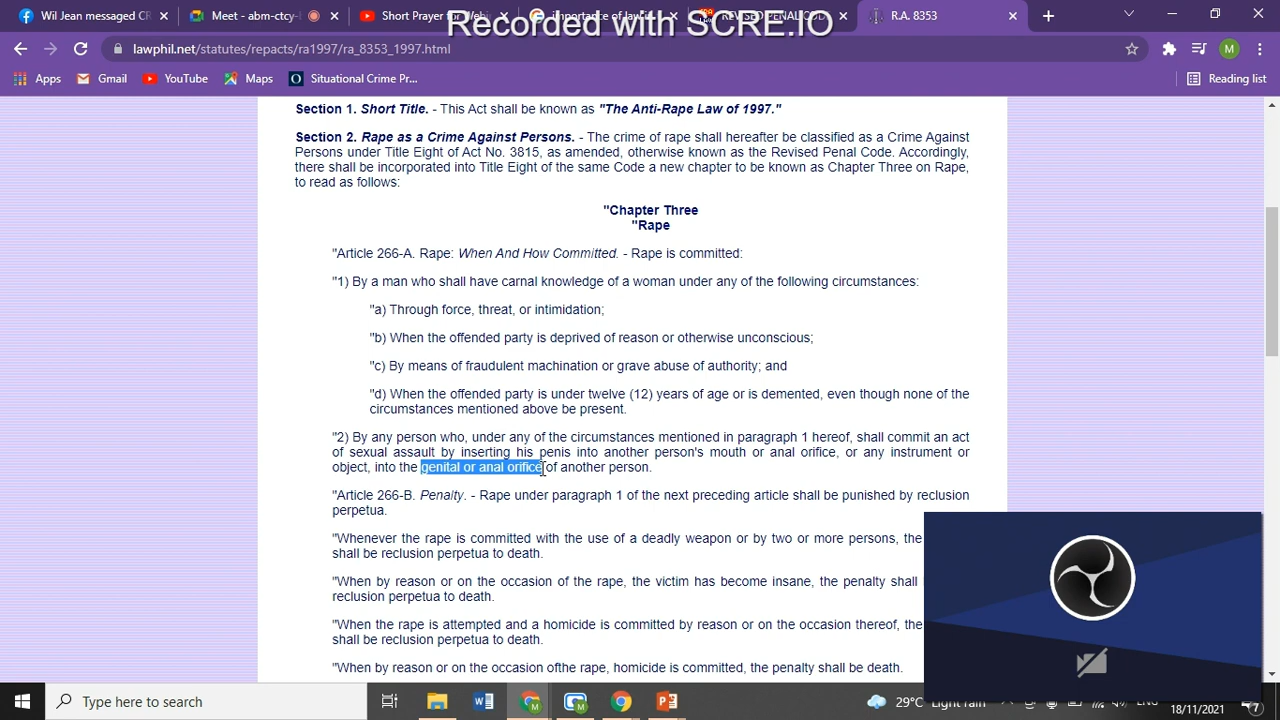 Wil Jean messaged CR
Meet - abm-ctcy-
Short Prayer for Webi
R.A. 8353
Recorded with SCRE.IO
lawphil.net/statutes/repacts/ra1997/ra_8353_1997.html
M
Apps
Gmail
YouTube
Maps
Situational Crime Pr...
Reading list
Section 1. Short Title. - This Act shall be known as "The Anti-Rape Law of 1997."
Section 2. Rape as a Crime Against Persons. - The crime of rape shall hereafter be classified as a Crime Against
Persons under Title Eight of Act No. 3815, as amended, otherwise known as the Revised Penal Code. Accordingly,
there shall be incorporated into Title Eight of the same Code a new chapter to be known as Chapter Three on Rape,
to read as follows:
"Chapter Three
"Rape
"Article 266-A. Rape: When And How Committed. - Rape is committed:
"1) By a man who shall have carnal knowledge of a woman under any of the following circumstances:
"a) Through force, threat, or intimidation;
"b) When the offended party is deprived of reason or otherwise unconscious;
"c) By means of fraudulent machination or grave abuse of authority; and
"d) When the offended party is under twelve (12) years of age or is demented, even though none of the
circumstances mentioned above be present.
"2) By any person who, under any of the circumstances mentioned in paragraph 1 hereof, shall commit an act
of sexual assault by inserting his penis into another person's mouth or anal orifice, or any instrument or
object, into the genital or anal orifice of another person.
"Article 266-B. Penalty. - Rape under paragraph 1 of the next preceding article shall be punished by reclusion
perpetua.
"Whenever the rape is committed with the use of a deadly weapon or by two or more persons, the
shall be reclusion perpetua to death.
"When by reason or on the occasion of the rape, the victim has become insane, the penalty shall
reclusion perpetua to death.
"When the rape is attempted and a homicide is committed by reason or on the occasion thereof, the
shall be reclusion perpetua to death.
"When by reason or on the occasion ofthe rape, homicide is committed, the penalty shall be death.
Type here to search
29°C Light rain
ENG
18/11/2021
7